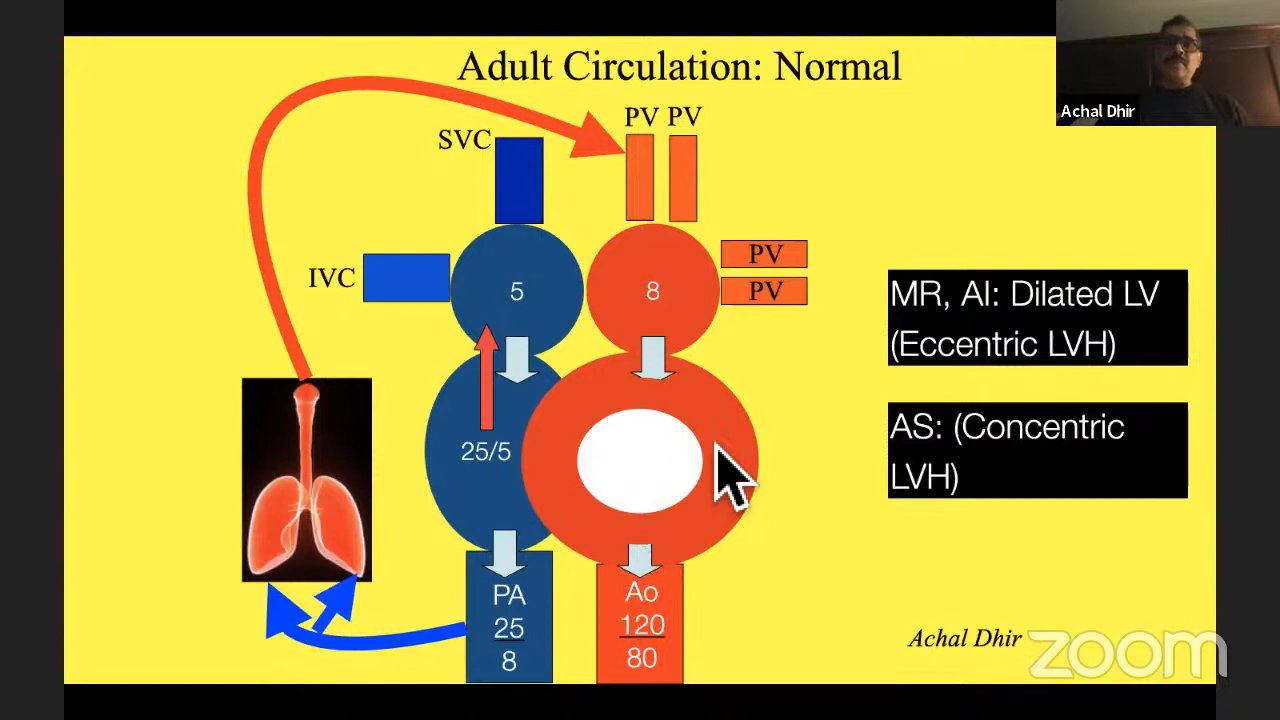 Adult Circulation: Normal
Achal Dhir
PV PV
SVC
PV
IVC
5
8
PV
MR, AI: Dilated LV
(Eccentric LVH)
AS: (Concentric
LVH)
25/5
PA
25
8
Ao
120
80
Achal Dhir
zoom